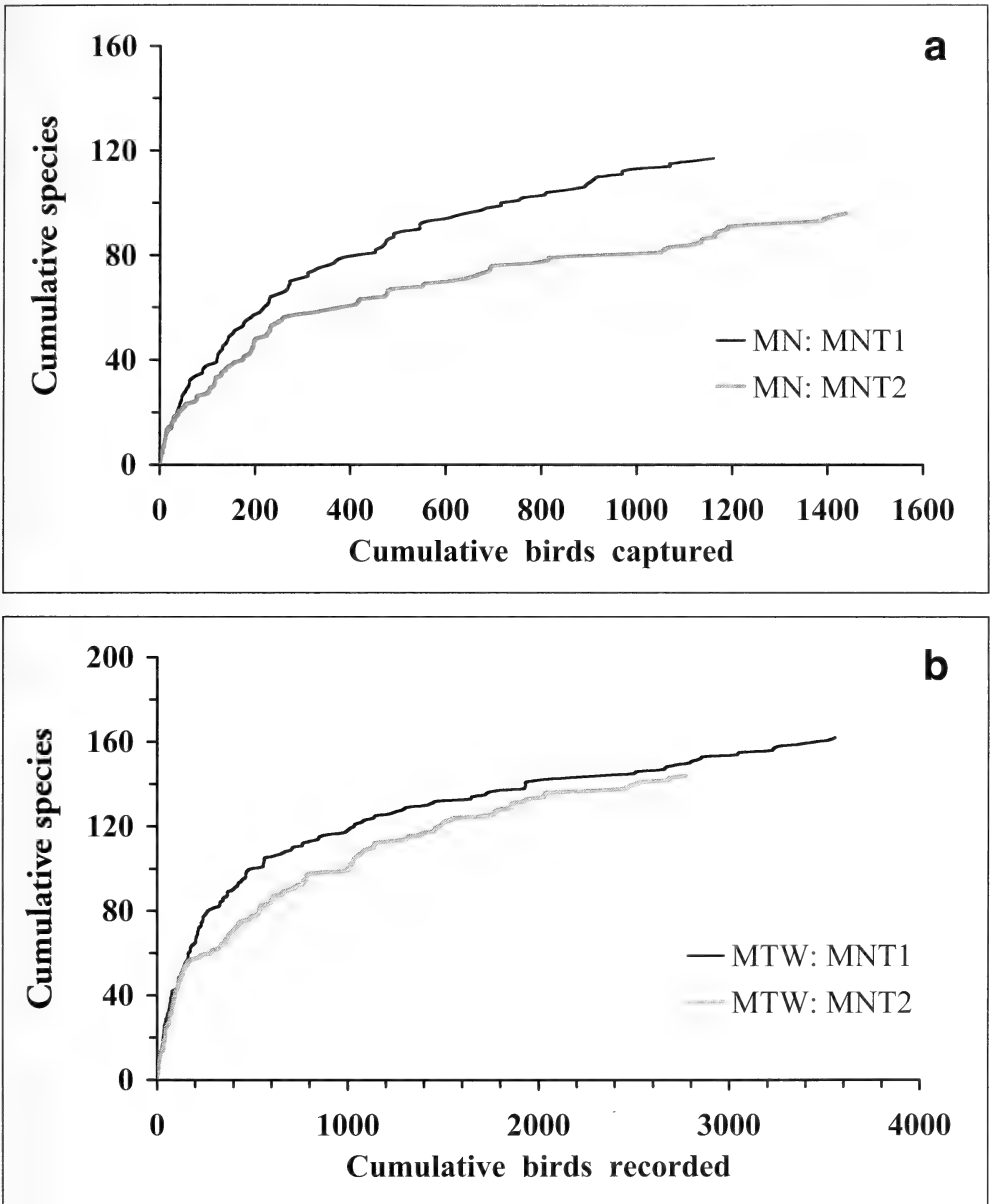 a
160
120
80
40
0
Cumulative species
MN: MNT1
MN: MNT2
0 200 400 600 800 1000 1200 1400 1600
Cumulative birds captured
b
200
160
120
80
40
0
Cumulative species
MTW: MNT1
MTW: MNT2
0 1000 2000 3000 4000
Cumulative birds recorded